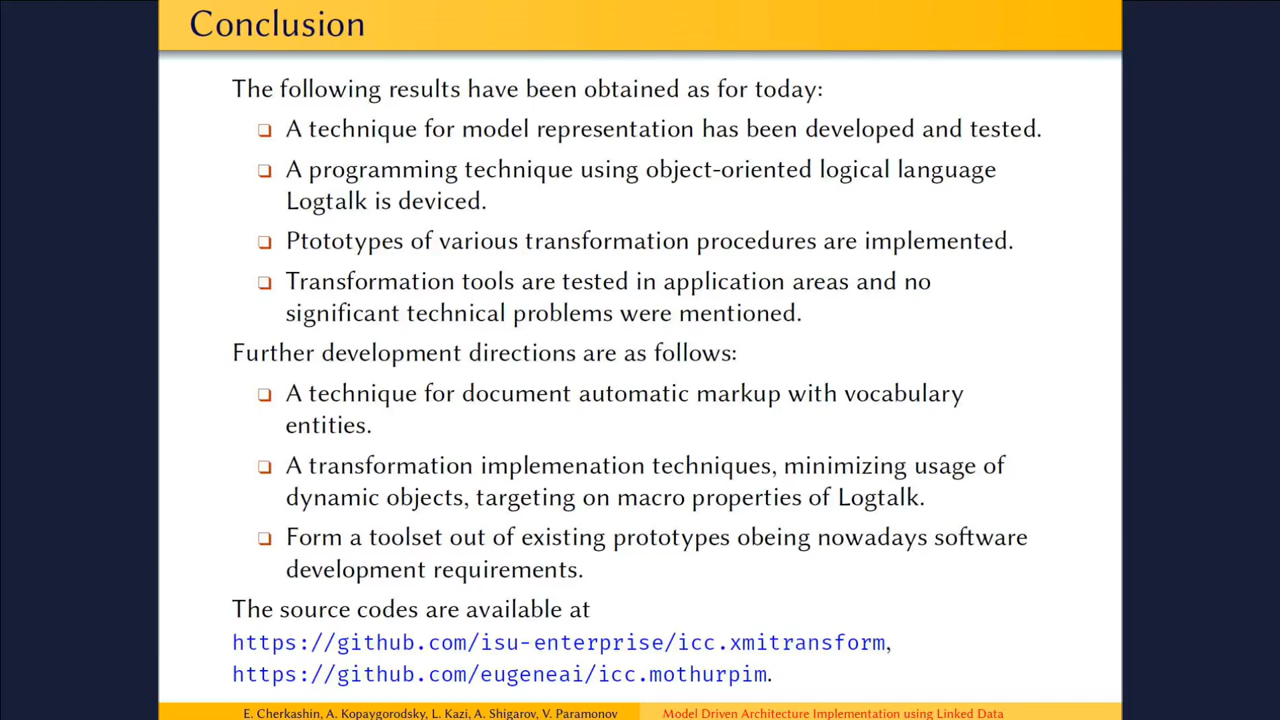 Conclusion
The following results have been obtained as for today:
A technique for model representation has been developed and tested.
A programming technique using object-oriented logical language
Logtalk is deviced.
Ptototypes of various transformation procedures are implemented.
Transformation tools are tested in application areas and no
significant technical problems were mentioned.
Further development directions are as follows:
A technique for document automatic markup with vocabulary
entities.
A transformation implemenation techniques, minimizing usage of
dynamic objects, targeting on macro properties of Logtalk.
Form a toolset out of existing prototypes obeing nowadays software
development requirements.
The source codes are available at
https://github.com/isu-enterprise/icc.xmitransform,
https://github.com/eugeneai/icc.mothurpim.
E. Cherkashin, A. Kopaygorodsky, L. Kazi, A. Shigarov, V. Paramonov
Model Driven Architecture Implementation using Linked Data